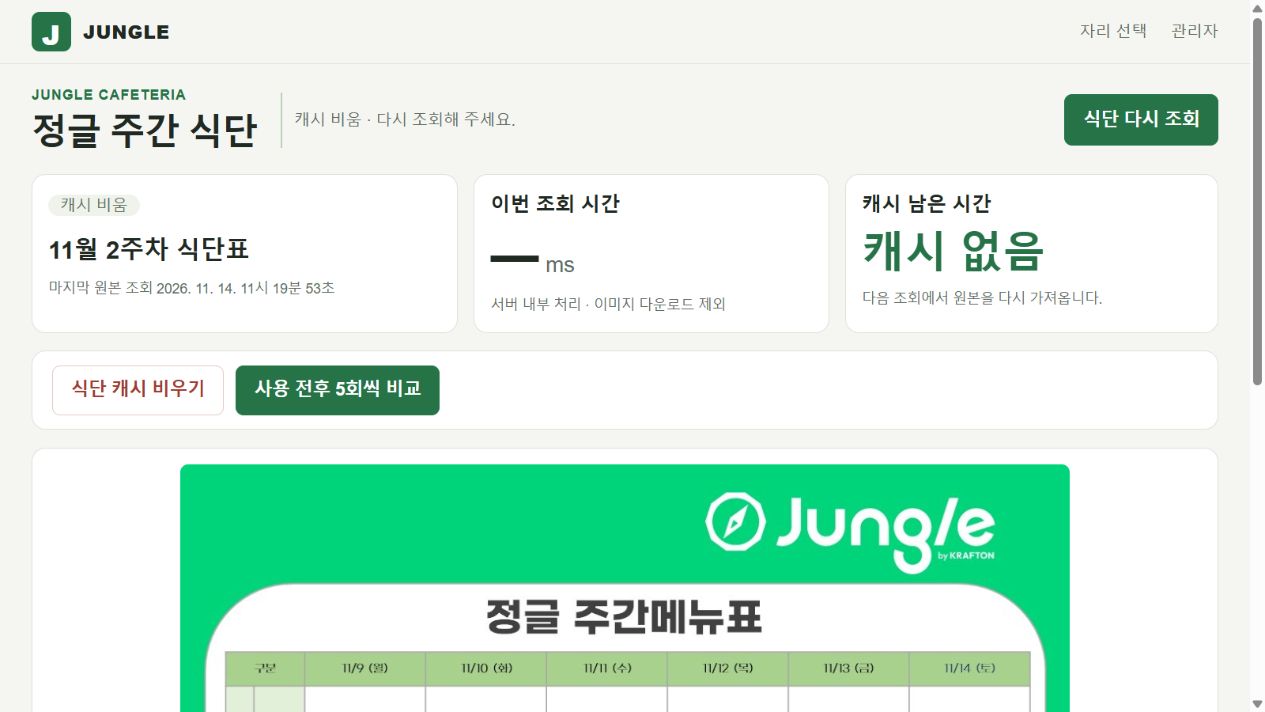 J JUNGLE
자리 선택 관리자
JUNGLE CAFETERIA
정글 주간 식단
캐시 비움 · 다시 조회해 주세요.
식단 다시 조회
캐시 비움
11월 2주차 식단표
마지막 원본 조회 2026. 11. 14. 11시 19분 53초
이번 조회 시간
— ms
서버 내부 처리 · 이미지 다운로드 제외
캐시 남은 시간
캐시 없음
다음 조회에서 원본을 다시 가져옵니다.
식단 캐시 비우기
사용 전후 5회씩 비교
Jungle
by KRAFTON
정글 주간메뉴표
구분 11/9 (월) 11/10 (화) 11/11 (수) 11/12 (목) 11/13 (금) 11/14 (토)